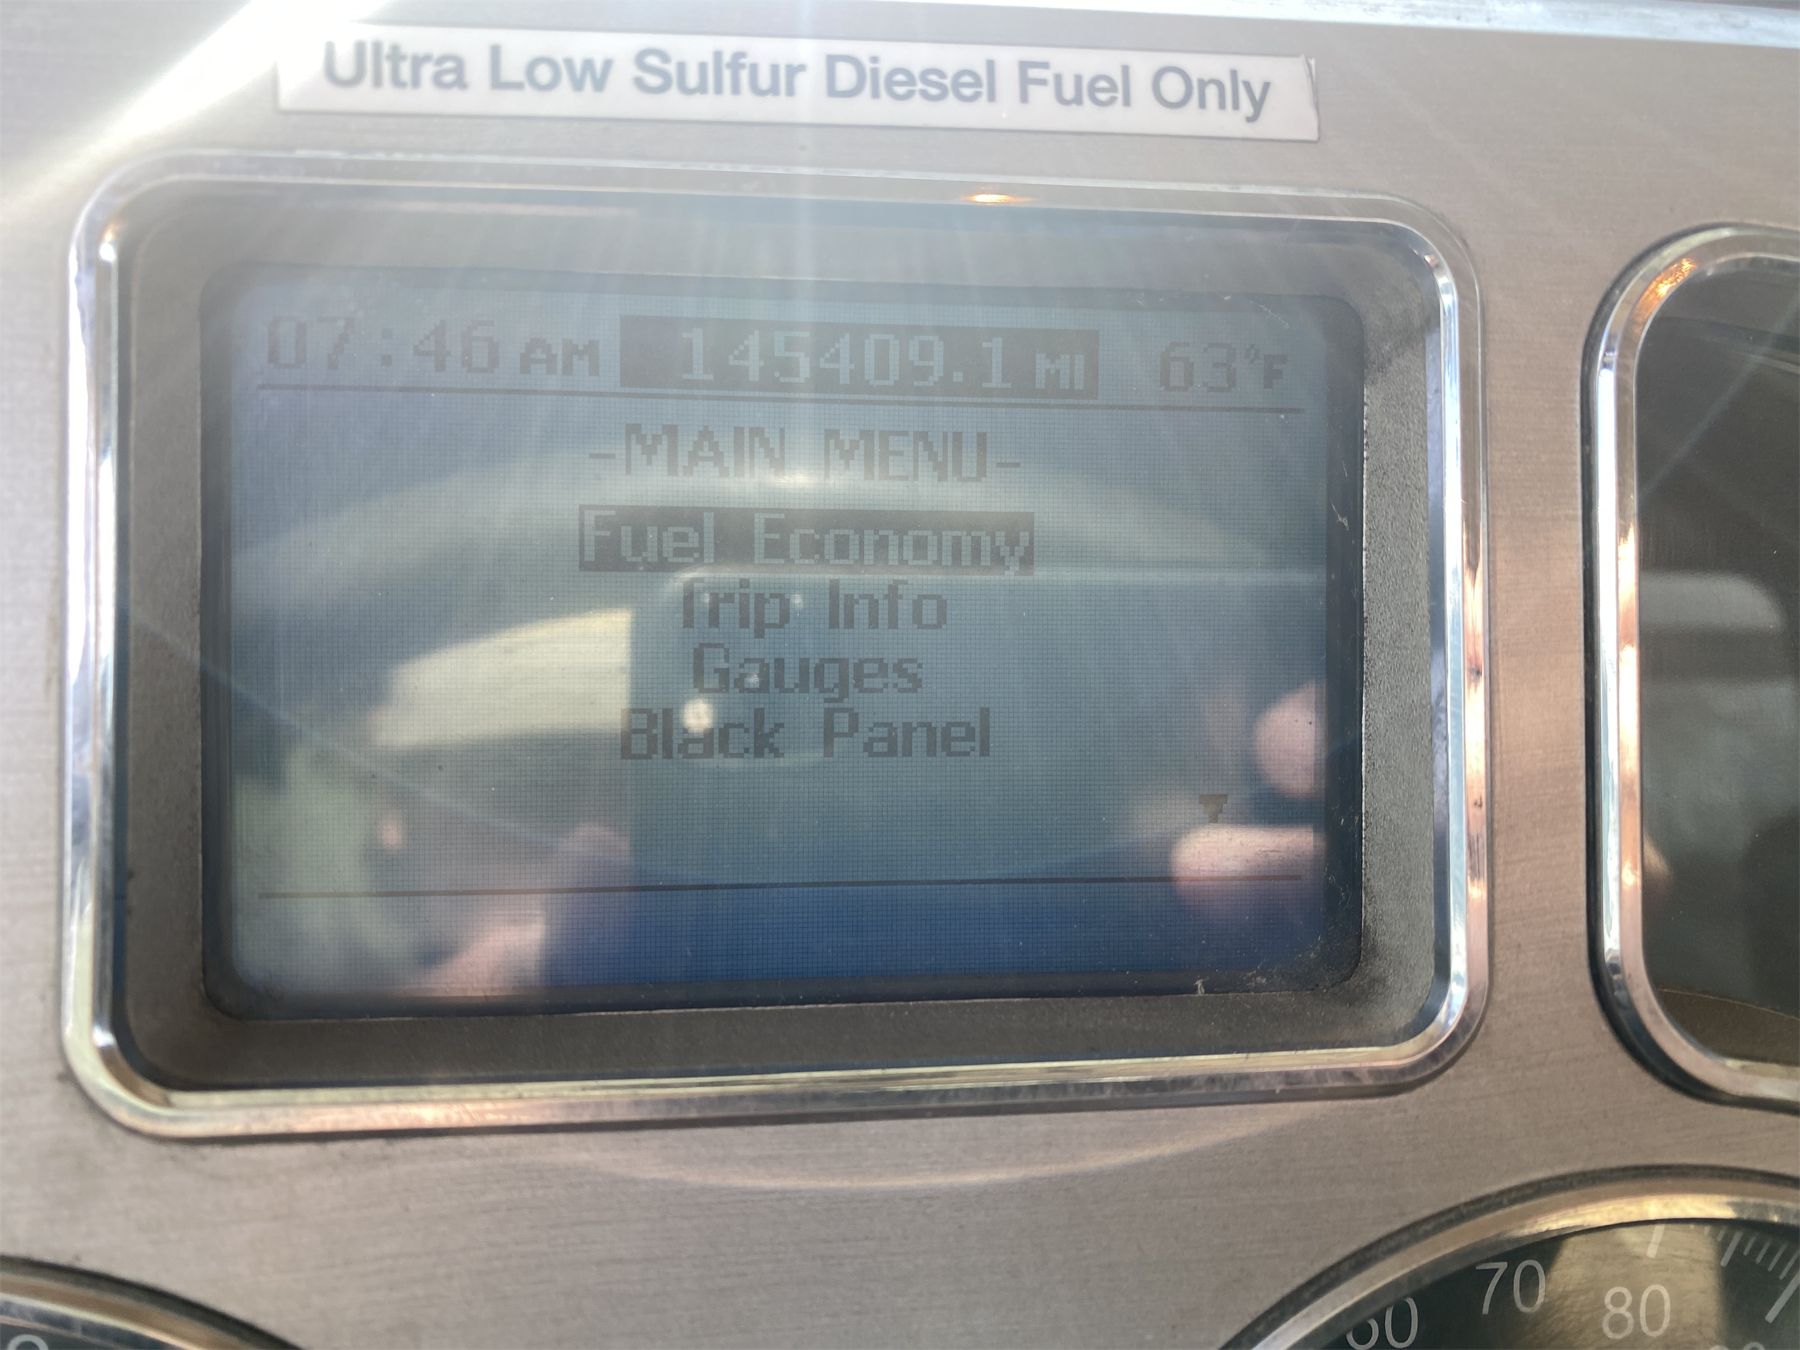 Ultra Low Sulfur Diesel Fuel Only
07:46 AM 145409.1 MI 63°F
-MAIN MENU-
Fuel Economy
Trip Info
Gauges
Black Panel
70
60 80